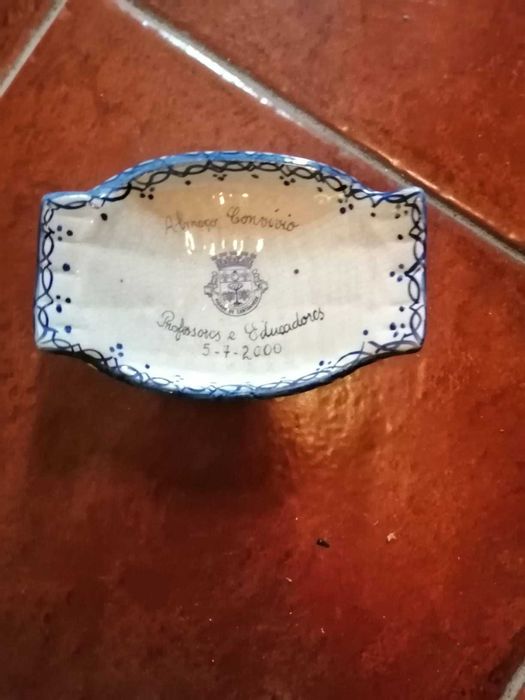 Almoço Convívio
Professores e Educadores
5-7-2000